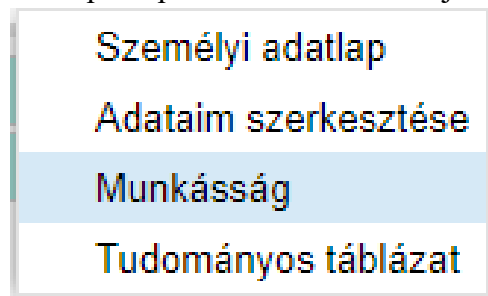 Személyi adatlap
Adataim szerkesztése
Munkásság
Tudományos táblázat